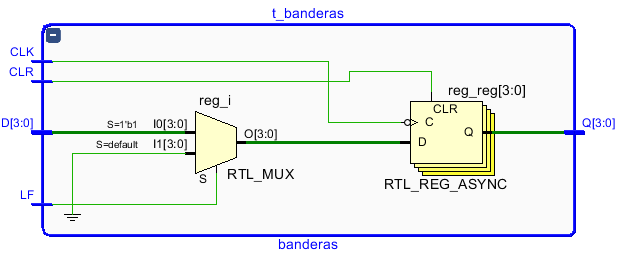 t_banderas
CLK
CLR
reg_i
reg_reg[3:0]
CLR
C
D[3:0]
S=1'b1
I0[3:0]
O[3:0]
D
Q
Q[3:0]
S=default
I1[3:0]
S
RTL_MUX
RTL_REG_ASYNC
LF
banderas